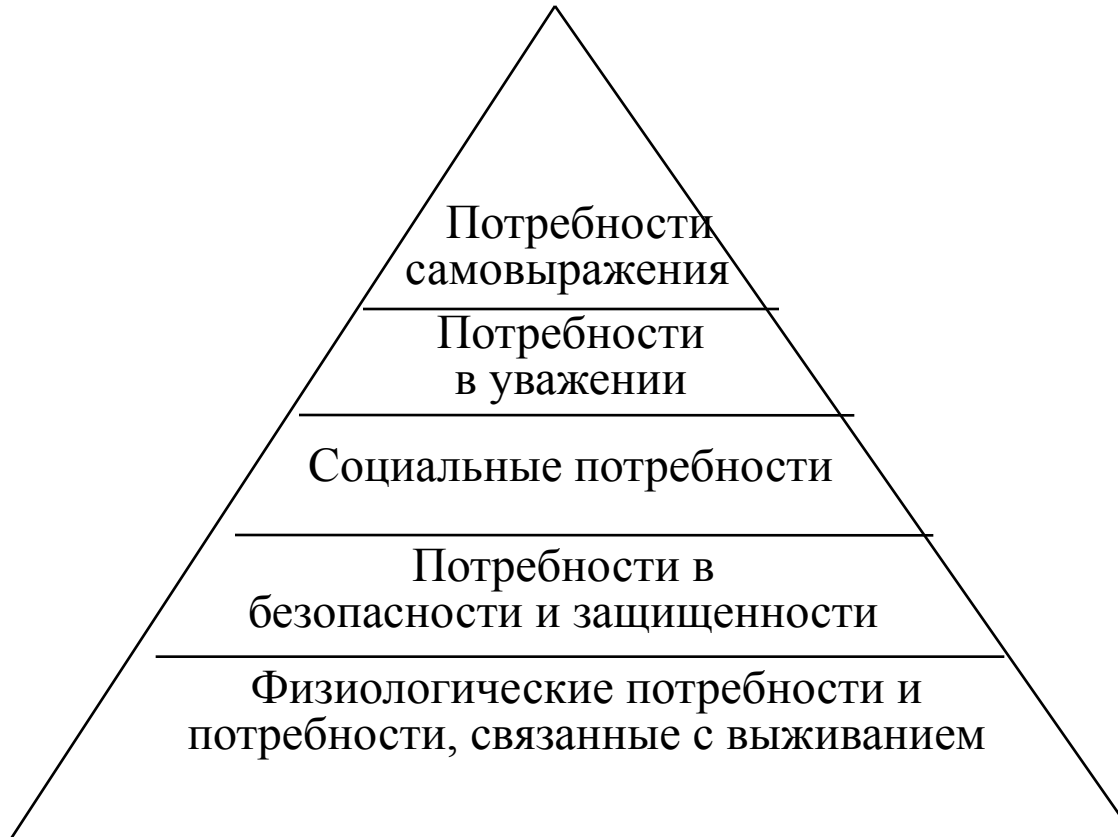 Потребности
самовыражения
Потребности
в уважении
Социальные потребности
Потребности в
безопасности и защищенности
Физиологические потребности и
потребности, связанные с выживанием